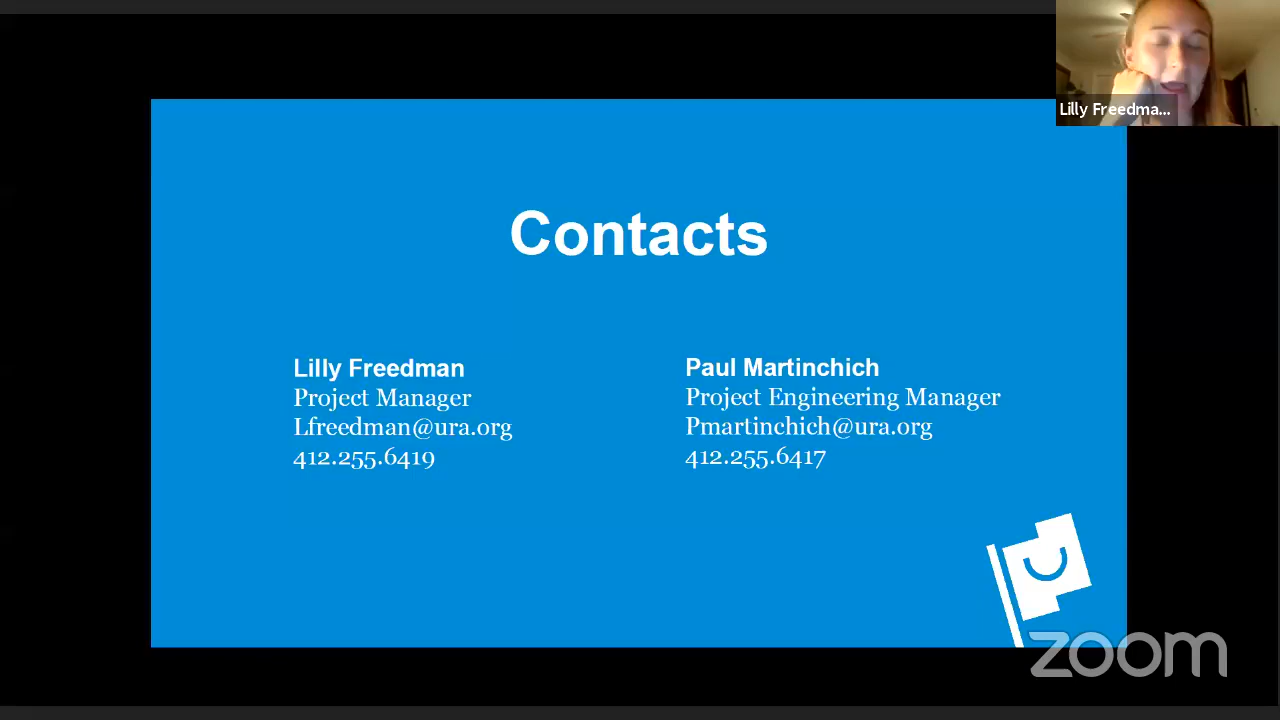 Lilly Freedma...
Contacts
Lilly Freedman
Project Manager
Lfreedman@ura.org
412.255.6419
Paul Martinchich
Project Engineering Manager
Pmartinchich@ura.org
412.255.6417
zoom